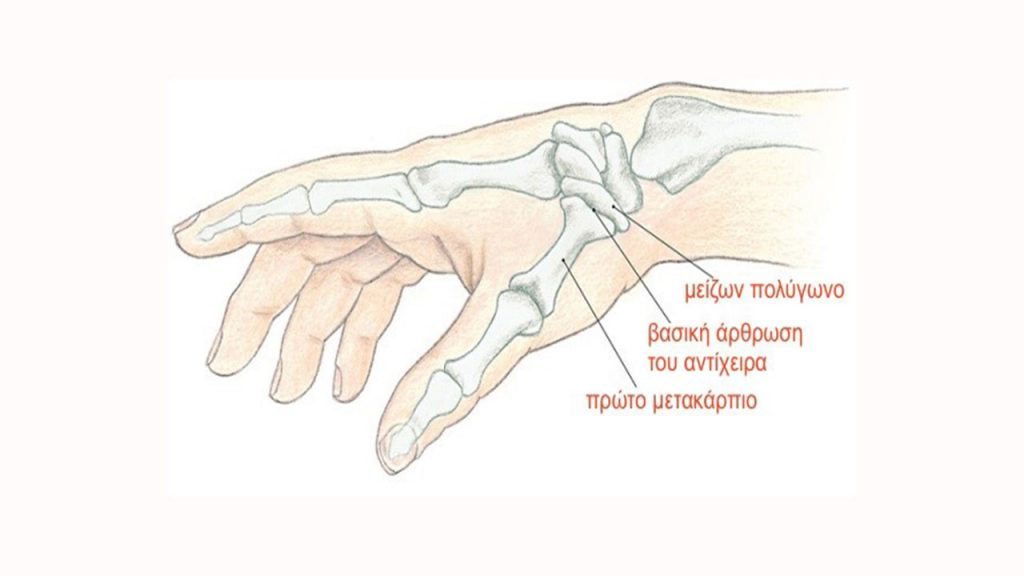 μείζων πολύγωνο
βασική άρθρωση
του αντίχειρα
πρώτο μετακάρπιο